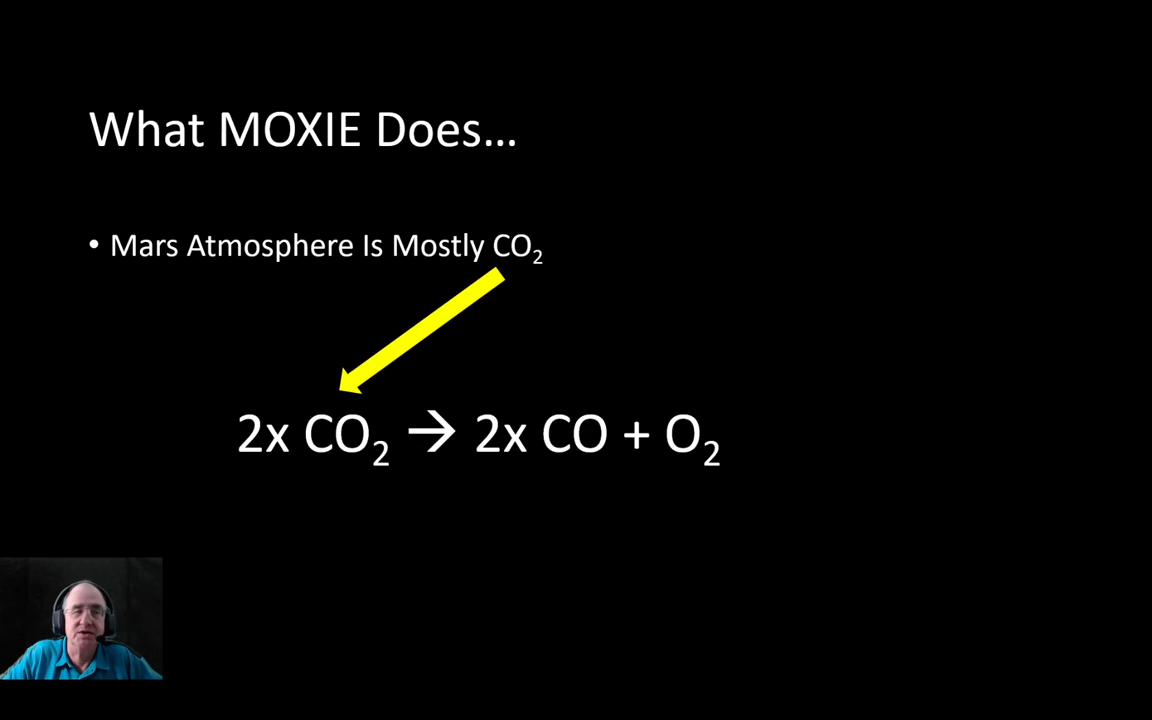 What MOXIE Does…
• Mars Atmosphere Is Mostly CO₂
2x CO₂ → 2x CO + O₂